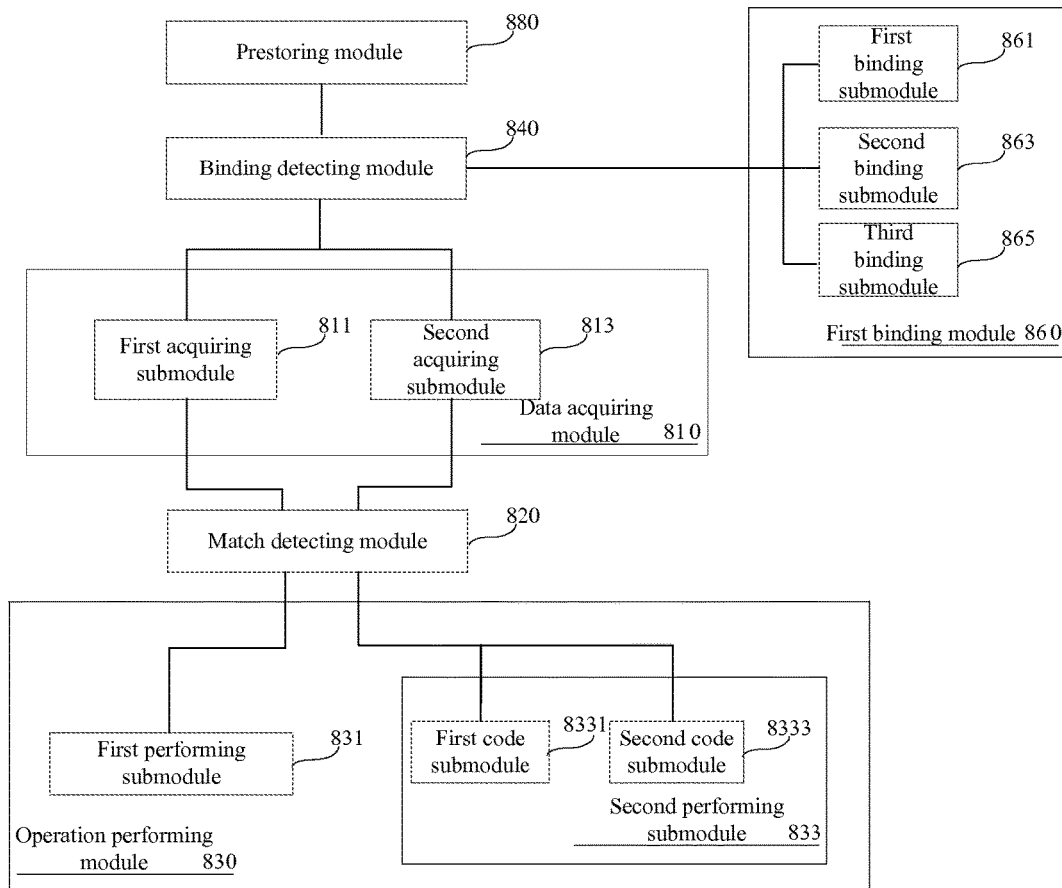 880
Prestoring module
840
Binding detecting module
First
binding
submodule
861
Second
binding
submodule
863
Third
binding
submodule
865
First binding module 860
First acquiring
submodule
811
Second
acquiring
submodule
813
Data acquiring
module 810
820
Match detecting module
First performing
submodule
831
First code
submodule
8331
Second code
submodule
8333
Second performing
submodule 833
Operation performing
module 830